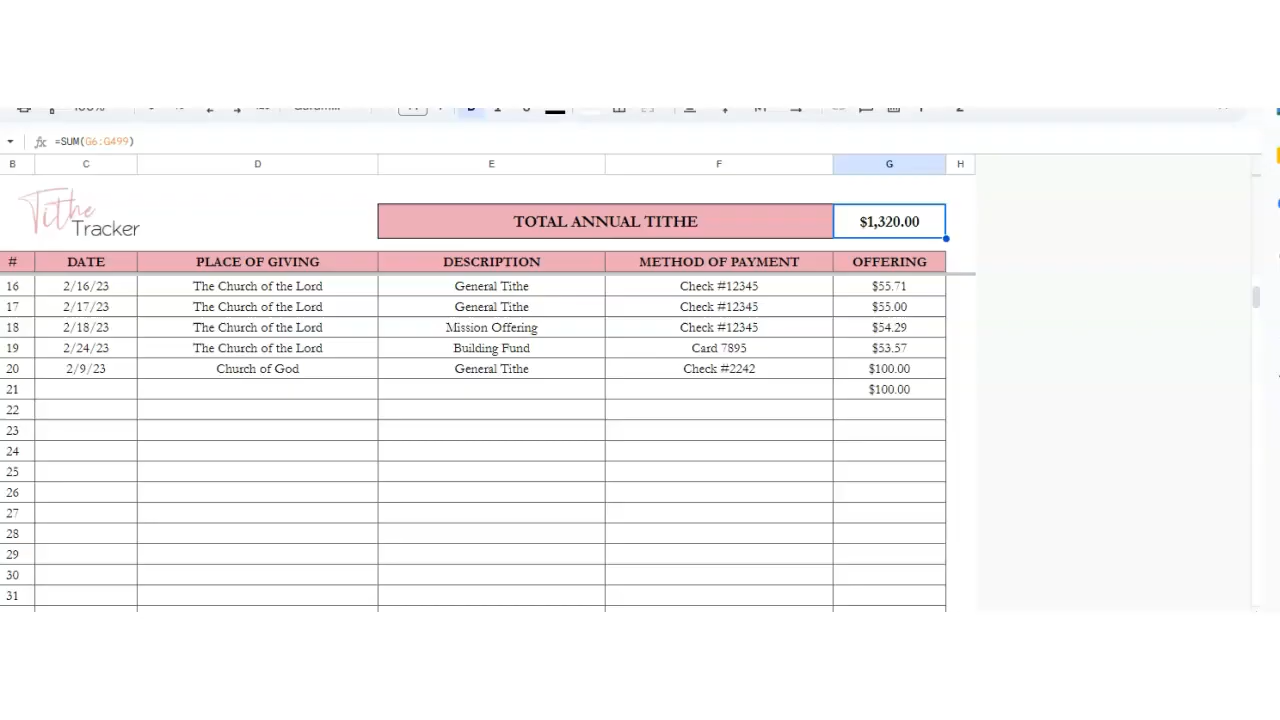 =SUM(G6:G499)
B C D E F G H
Tithe
Tracker
TOTAL ANNUAL TITHE $1,320.00
# DATE PLACE OF GIVING DESCRIPTION METHOD OF PAYMENT OFFERING
16 2/16/23 The Church of the Lord General Tithe Check #12345 $55.71
17 2/17/23 The Church of the Lord General Tithe Check #12345 $55.00
18 2/18/23 The Church of the Lord Mission Offering Check #12345 $54.29
19 2/24/23 The Church of the Lord Building Fund Card 7895 $53.57
20 2/9/23 Church of God General Tithe Check #2242 $100.00
21 $100.00
22
23
24
25
26
27
28
29
30
31